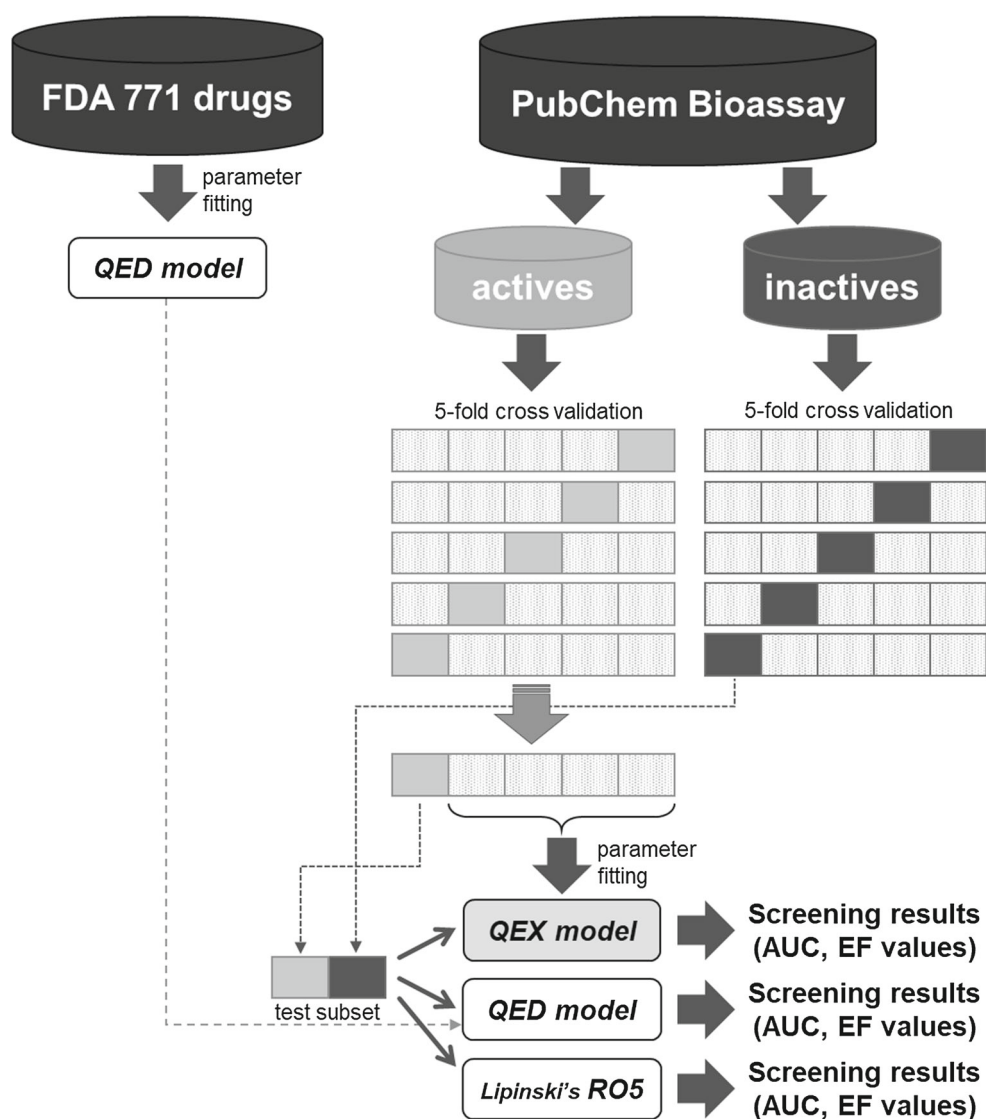 FDA 771 drugs
PubChem Bioassay
parameter
fitting
QED model
actives
inactives
5-fold cross validation
5-fold cross validation
parameter
fitting
QEX model
Screening results
(AUC, EF values)
test subset
QED model
Screening results
(AUC, EF values)
Lipinski's RO5
Screening results
(AUC, EF values)